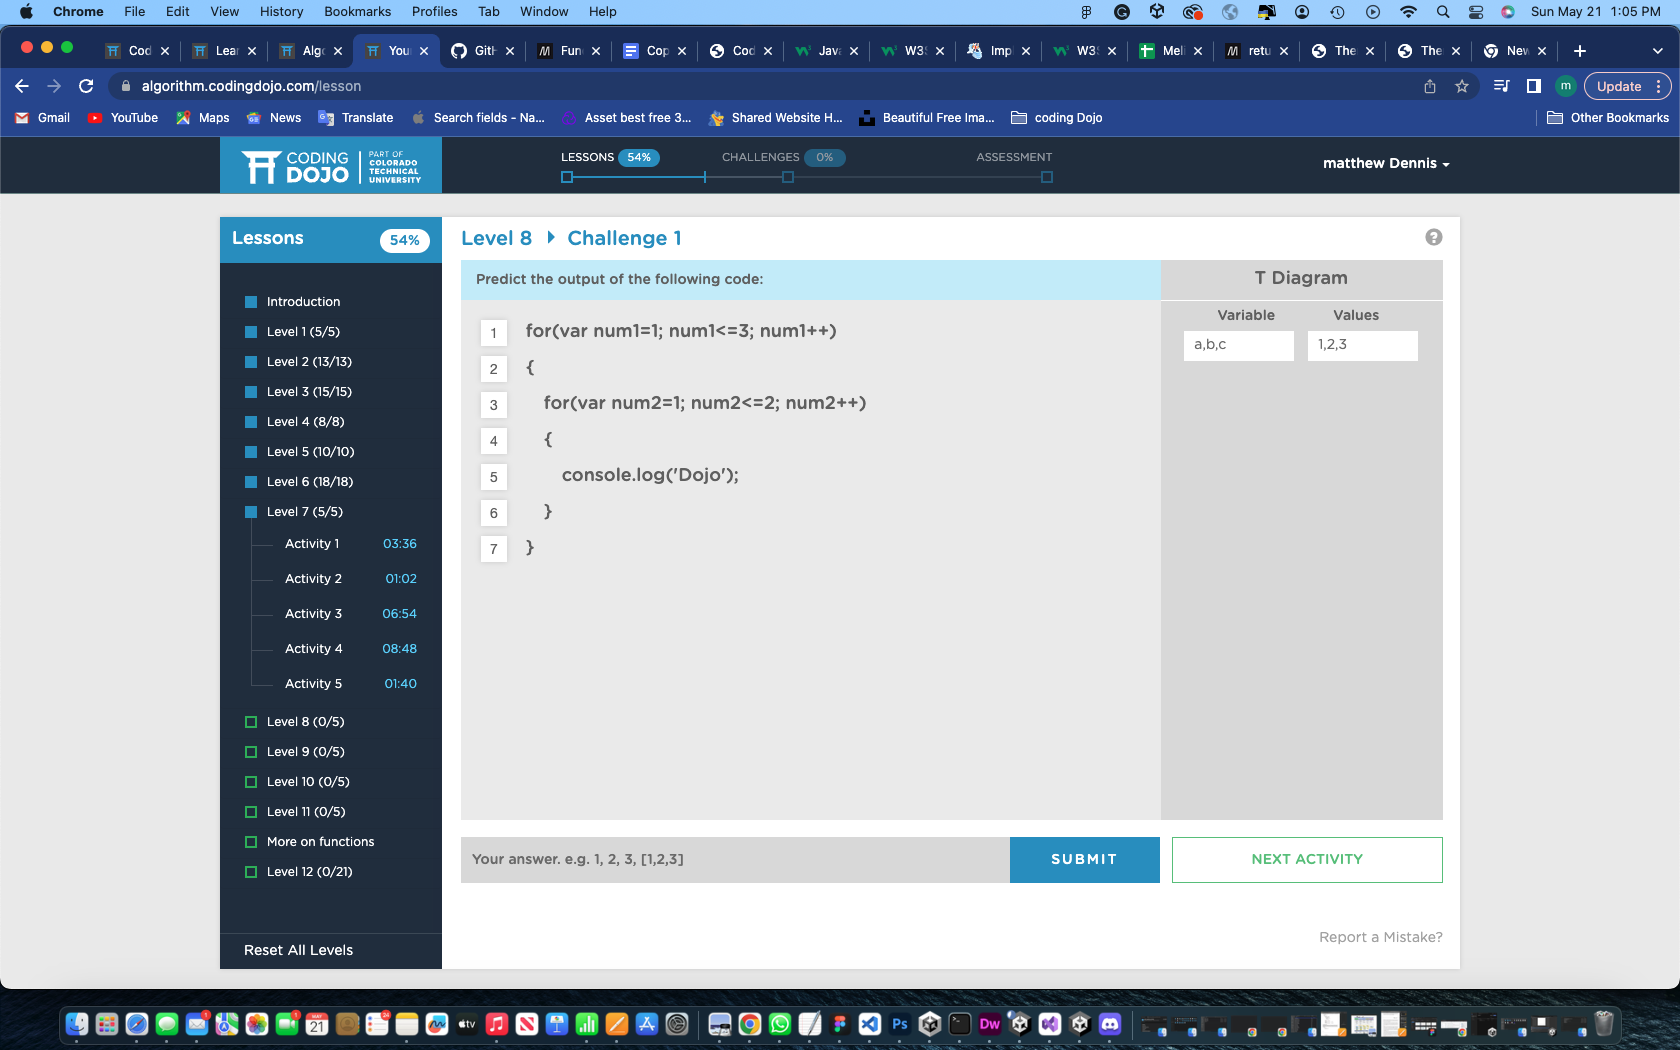 Chrome File Edit View History Bookmarks Profiles Tab Window Help Sun May 21 1:05 PM
Cod Lear Algo You GitH Fun Cop Cod Java W3S W3S Imp W3S Meli retu The The New
algorithm.codingdojo.com/lesson Update
Gmail YouTube Maps News Translate Search fields - Na... Asset best free 3... Shared Website H... Beautiful Free Ima... coding Dojo Other Bookmarks
CODING DOJO PART OF COLORADO TECHNICAL UNIVERSITY
LESSONS 54% CHALLENGES 0% ASSESSMENT
matthew Dennis
Lessons 54%
Introduction
Level 1 (5/5)
Level 2 (13/13)
Level 3 (15/15)
Level 4 (8/8)
Level 5 (10/10)
Level 6 (18/18)
Level 7 (5/5)
Activity 1 03:36
Activity 2 01:02
Activity 3 06:54
Activity 4 08:48
Activity 5 01:40
Level 8 (0/5)
Level 9 (0/5)
Level 10 (0/5)
Level 11 (0/5)
More on functions
Level 12 (0/21)
Reset All Levels
Level 8 Challenge 1
Predict the output of the following code:
1 for(var num1=1; num1<=3; num1++)
2 {
3 for(var num2=1; num2<=2; num2++)
4 {
5 console.log('Dojo');
6 }
7 }
T Diagram
Variable Values
a,b,c 1,2,3
Your answer. e.g. 1, 2, 3, [1,2,3]
SUBMIT
NEXT ACTIVITY
Report a Mistake?